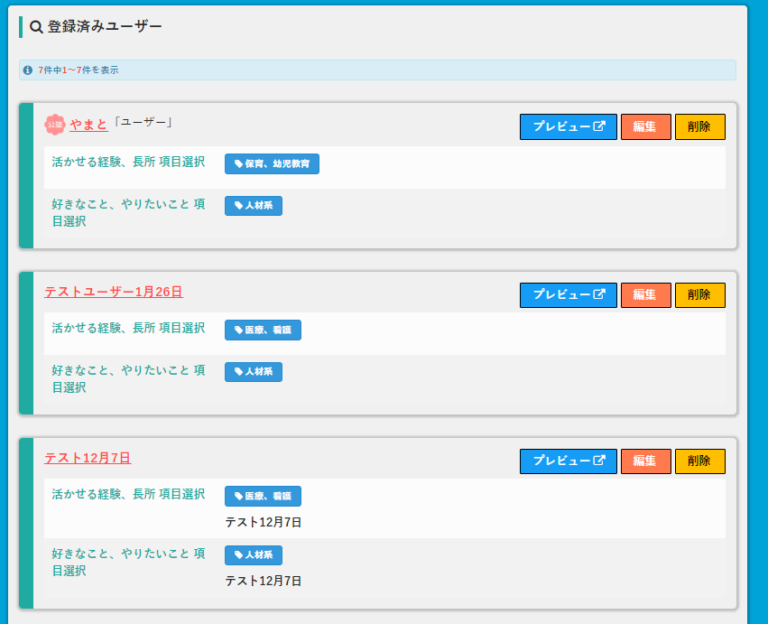 登録済みユーザー
7件中1〜7件を表示
やまと「ユーザー」
プレビュー 編集 削除
活かせる経験、長所 項目選択
保育、幼児教育
好きなこと、やりたいこと 項
目選択
人材系
テストユーザー1月26日
プレビュー 編集 削除
活かせる経験、長所 項目選択
医療、看護
好きなこと、やりたいこと 項
目選択
人材系
テスト12月7日
プレビュー 編集 削除
活かせる経験、長所 項目選択
医療、看護
テスト12月7日
好きなこと、やりたいこと 項
目選択
人材系
テスト12月7日